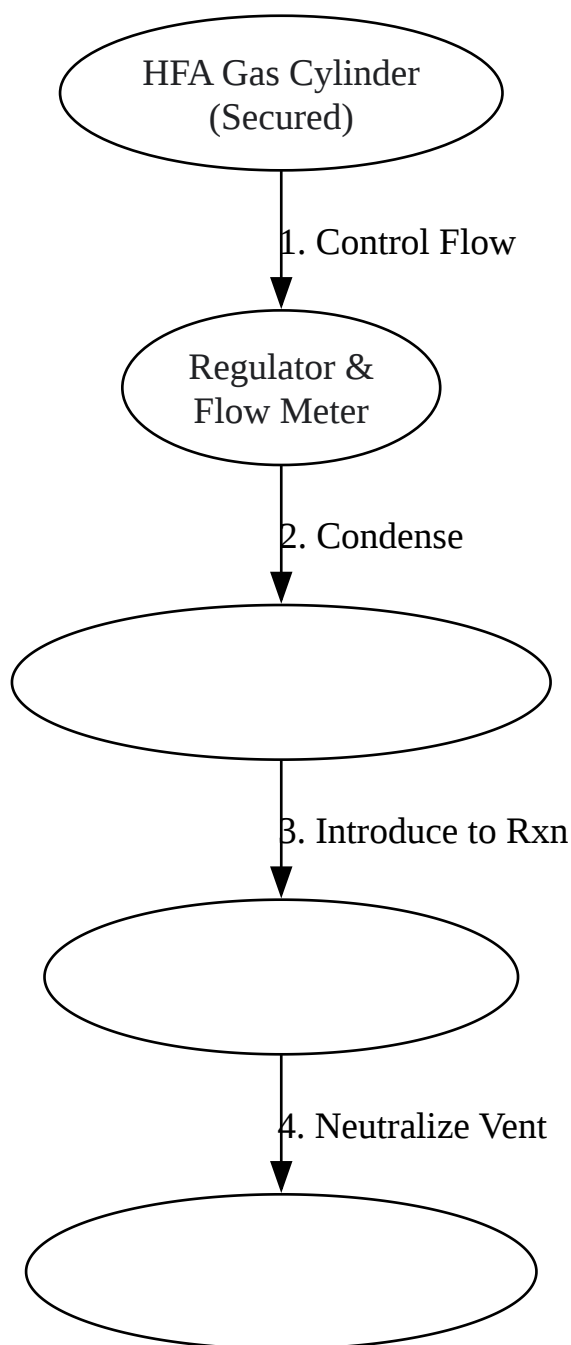 HFA Gas Cylinder
(Secured)
1. Control Flow
Regulator &
Flow Meter
2. Condense
3. Introduce to Rxn
4. Neutralize Vent